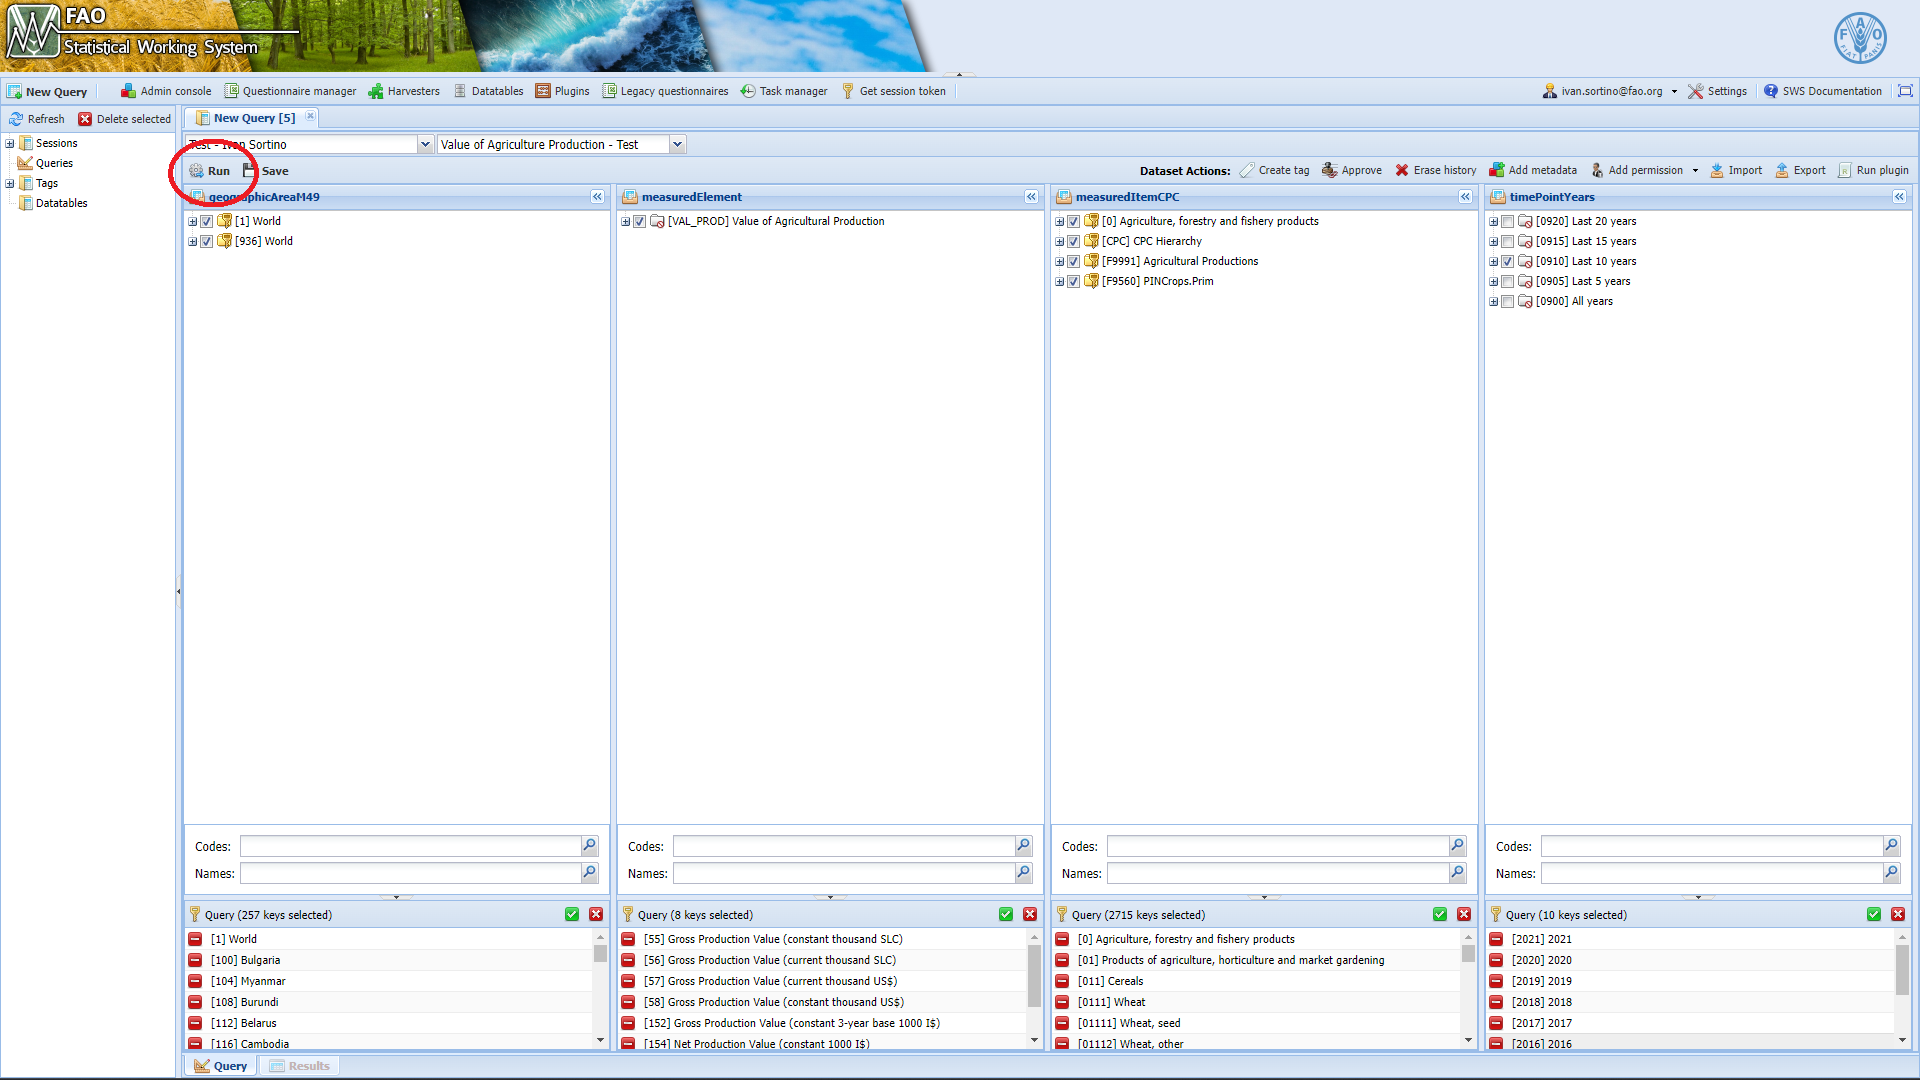 FAO
Statistical Working System
New Query Admin console Questionnaire manager Harvesters Datatables Plugins Legacy questionnaires Task manager Get session token ivan.sortino@fao.org Settings SWS Documentation
Refresh Delete selected
New Query [5]
Sessions
Queries
Tags
Datatables
Test - Ivan Sortino Value of Agriculture Production - Test
Run Save Dataset Actions: Create tag Approve Erase history Add metadata Add permission Import Export Run plugin
geographicAreaM49 measuredElement measuredItemCPC timePointYears
[1] World [VAL_PROD] Value of Agricultural Production [0] Agriculture, forestry and fishery products [0920] Last 20 years
[936] World [CPC] CPC Hierarchy [0915] Last 15 years
[F9991] Agricultural Productions [0910] Last 10 years
[F9560] PINCrops.Prim [0905] Last 5 years
[0900] All years
Codes: Codes: Codes: Codes:
Names: Names: Names: Names:
Query (257 keys selected) Query (8 keys selected) Query (2715 keys selected) Query (10 keys selected)
[1] World [55] Gross Production Value (constant thousand SLC) [0] Agriculture, forestry and fishery products [2021] 2021
[100] Bulgaria [56] Gross Production Value (current thousand SLC) [01] Products of agriculture, horticulture and market gardening [2020] 2020
[104] Myanmar [57] Gross Production Value (current thousand US$) [011] Cereals [2019] 2019
[108] Burundi [58] Gross Production Value (constant thousand US$) [0111] Wheat [2018] 2018
[112] Belarus [152] Gross Production Value (constant 3-year base 1000 I$) [01111] Wheat, seed [2017] 2017
[116] Cambodia [154] Net Production Value (constant 1000 I$) [01112] Wheat, other [2016] 2016
Query Results